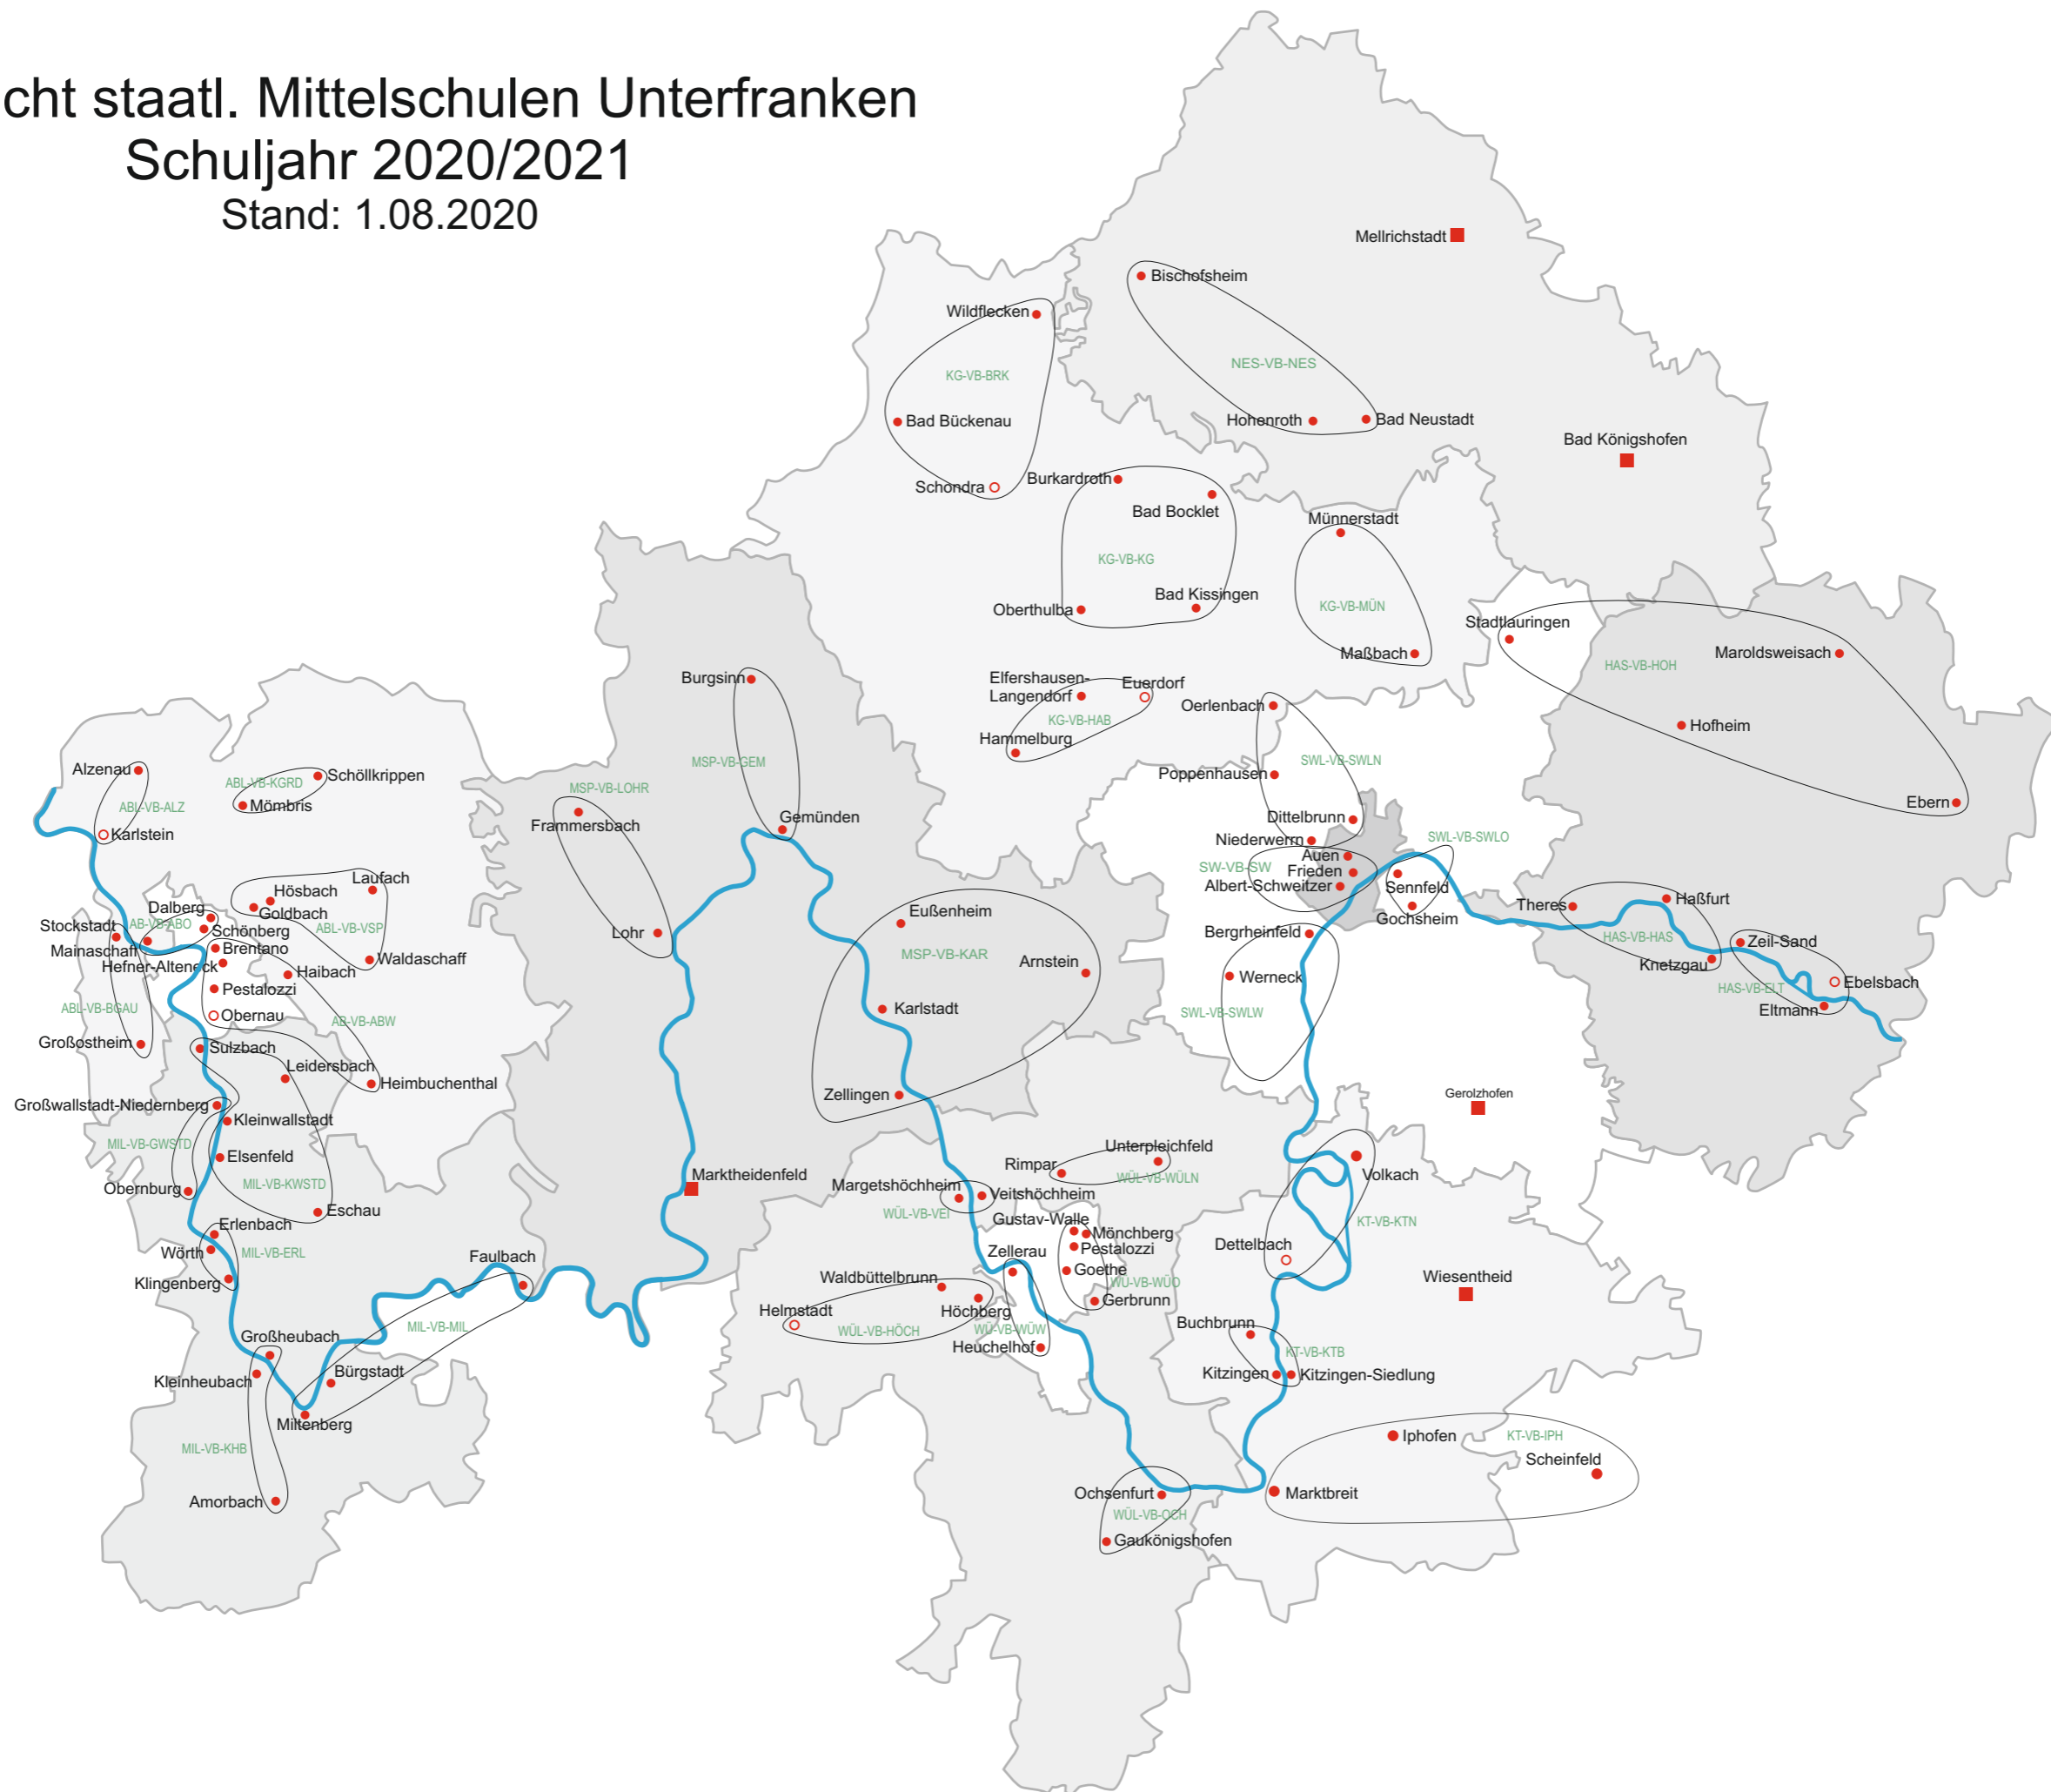 cht staatl. Mittelschulen Unterfranken
Schuljahr 2020/2021
Stand: 1.08.2020
Mellrichstadt
Bischofsheim
Wildflecken
NES-VB-NES
KG-VB-BRK
Bad Bückenau
Hohenroth
Bad Neustadt
Bad Königshofen
Schondra
Burkardroth
Bad Bocklet
Münnerstadt
KG-VB-KG
Oberthulba
Bad Kissingen
KG-VB-MÜN
Maßbach
Stadtlauringen
Maroldsweisach
HAS-VB-HOH
Hofheim
Ebern
Elfershausen-
Langendorf
Euerdorf
KG-VB-HAB
Hammelburg
Oerlenbach
SWL-VB-SWLN
Poppenhausen
Dittelbrunn
Niederwerrn
SWL-VB-SWLO
Auen
SW-VB-SW
Frieden
Albert-Schweitzer
Sennfeld
Gochsheim
Theres
Haßfurt
HAS-VB-HAS
Knetzgau
Zeil-Sand
HAS-VB-ELT
Ebelsbach
Eltmann
Bergrheinfeld
Werneck
SWL-VB-SWLW
Gerolzhofen
Burgsinn
MSP-VB-GEM
Gemünden
MSP-VB-LOHR
Frammersbach
Lohr
Eußenheim
MSP-VB-KAR
Arnstein
Karlstadt
Zellingen
Marktheidenfeld
Alzenau
ABL-VB-ALZ
Karlstein
ABL-VB-KGRD
Schöllkrippen
Mömbris
Laufach
Hösbach
Goldbach
ABL-VB-VSP
Waldaschaff
Dalberg
AB-VB-ABO
Schönberg
Stockstadt
Mainaschaff
Brentano
Hefner-Alteneck
Haibach
Pestalozzi
Obernau
ABL-VB-BGAU
AB-VB-ABW
Großostheim
Sulzbach
Leidersbach
Heimbuchenthal
Großwallstadt-Niedernberg
Kleinwallstadt
MIL-VB-GWSTD
Elsenfeld
MIL-VB-KWSTD
Obernburg
Eschau
Erlenbach
Wörth
MIL-VB-ERL
Klingenberg
Faulbach
MIL-VB-MIL
Großheubach
Kleinheubach
Bürgstadt
Miltenberg
MIL-VB-KHB
Amorbach
Unterpleichfeld
Rimpar
WÜL-VB-WÜLN
Margetshöchheim
Veitshöchheim
WÜL-VB-VEI
Gustav-Walle
Mönchberg
Pestalozzi
Zellerau
Goethe
WÜ-VB-WÜO
Gerbrunn
Waldbüttelbrunn
Höchberg
Helmstadt
WÜL-VB-HÖCH
WÜ-VB-WÜW
Heuchelhof
Volkach
KT-VB-KTN
Dettelbach
Wiesentheid
Buchbrunn
KT-VB-KTB
Kitzingen
Kitzingen-Siedlung
Iphofen
KT-VB-IPH
Scheinfeld
Marktbreit
Ochsenfurt
WÜL-VB-OCH
Gaukönigshofen